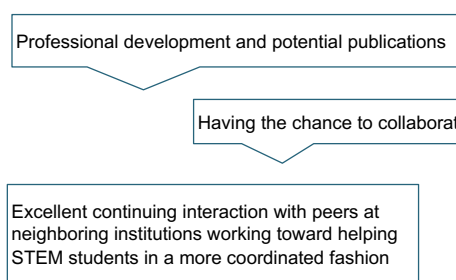 Professional development and potential publications
Having the chance to
Excellent continuing interaction with peers at
neighboring institutions working toward helping
STEM students in a more coordinated fashion